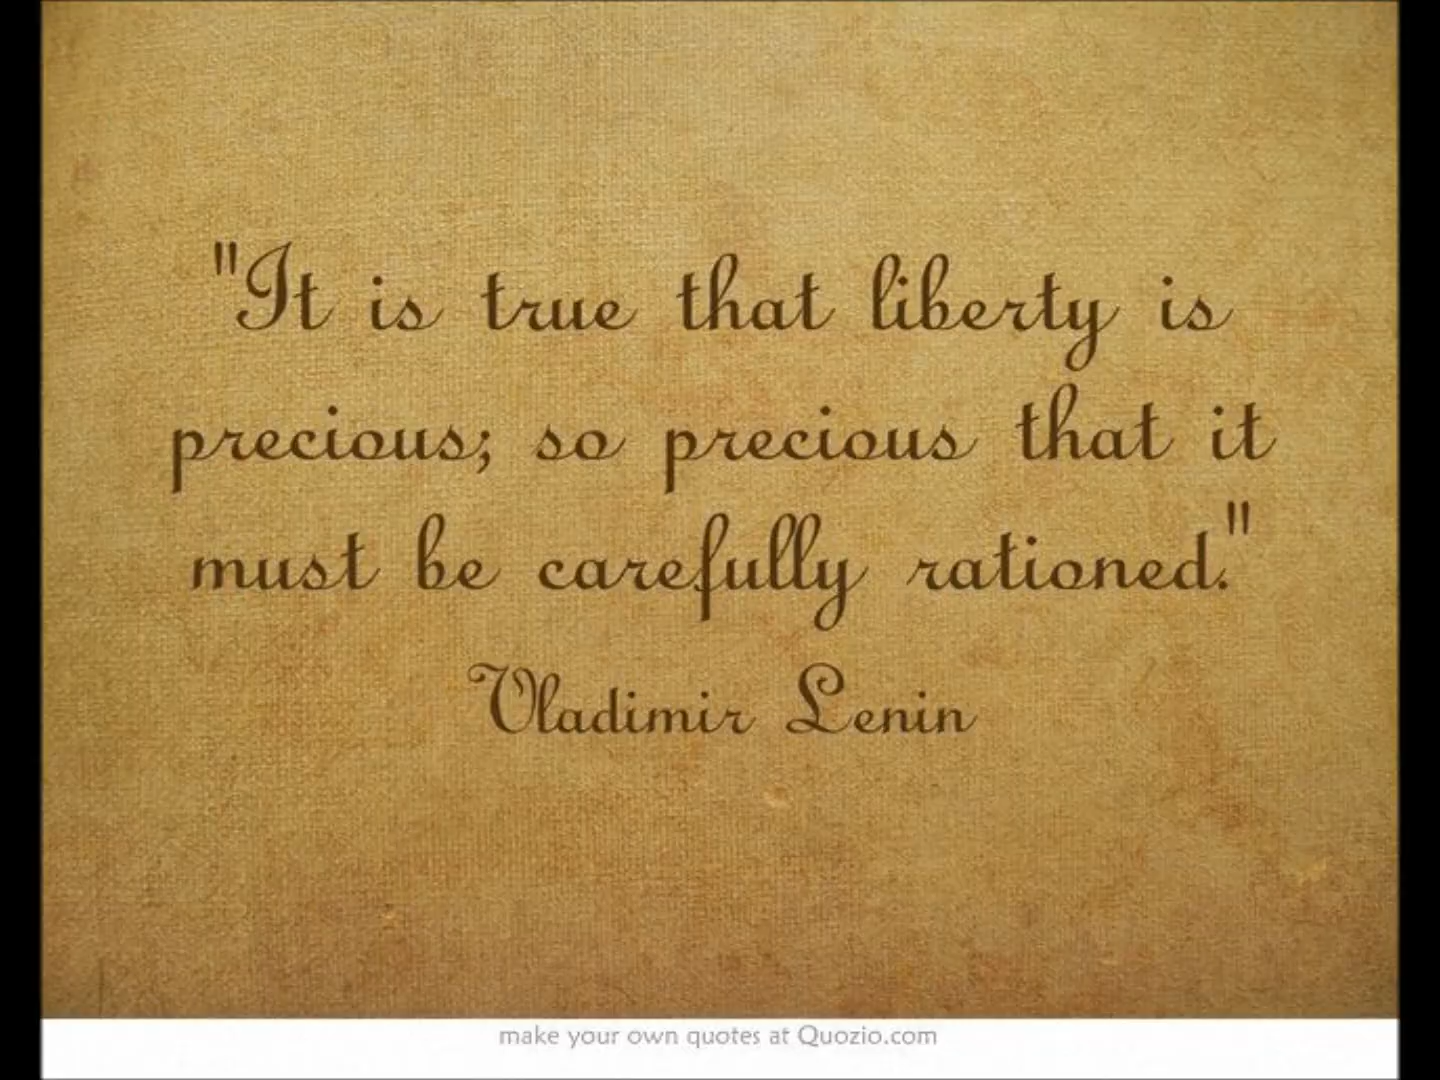 "It is true that liberty is
precious; so precious that it
must be carefully rationed."
Vladimir Lenin
make your own quotes at Quozio.com